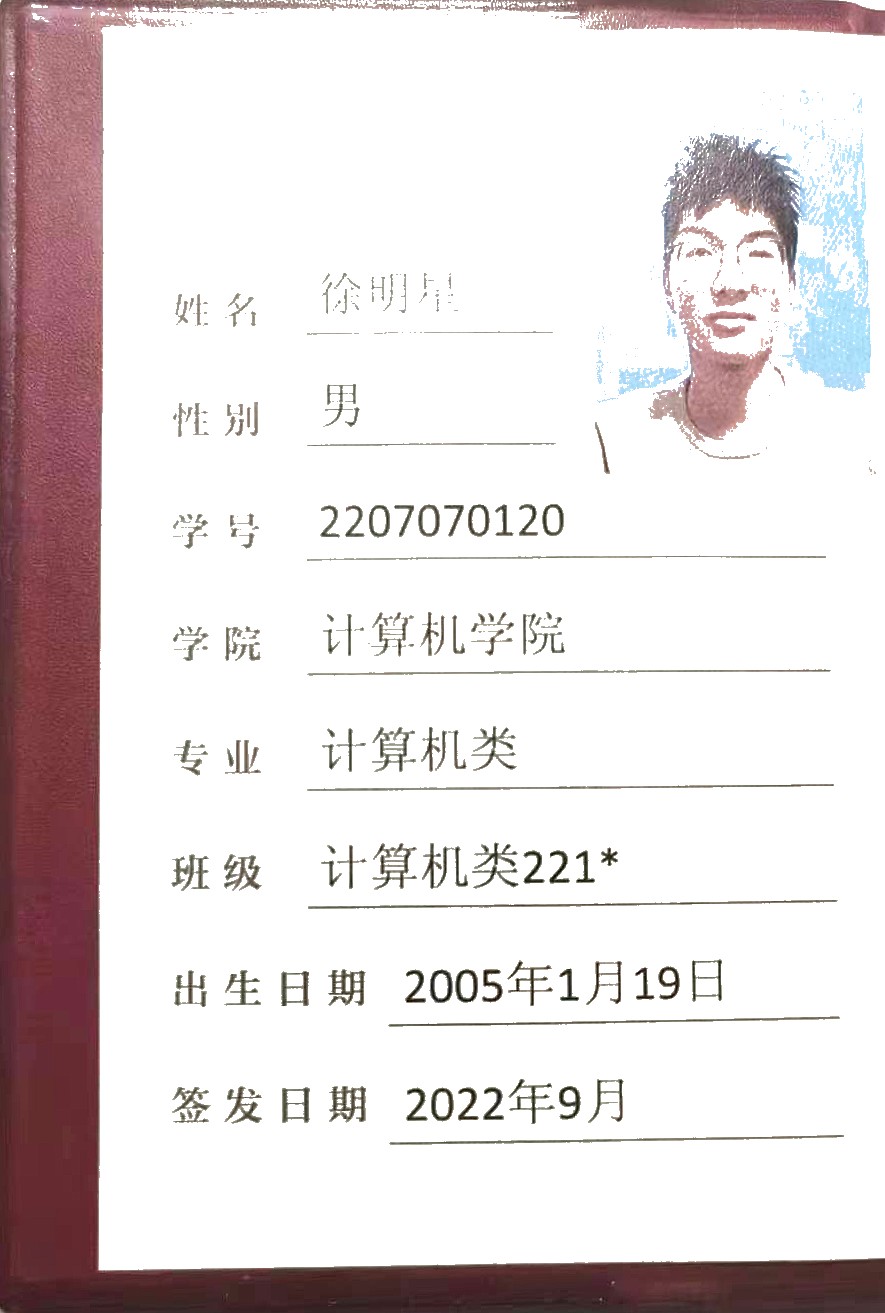 姓名 徐明星
性别 男
学号 2207070120
学院 计算机学院
专业 计算机类
班级 计算机类221*
出生日期 2005年1月19日
签发日期 2022年9月